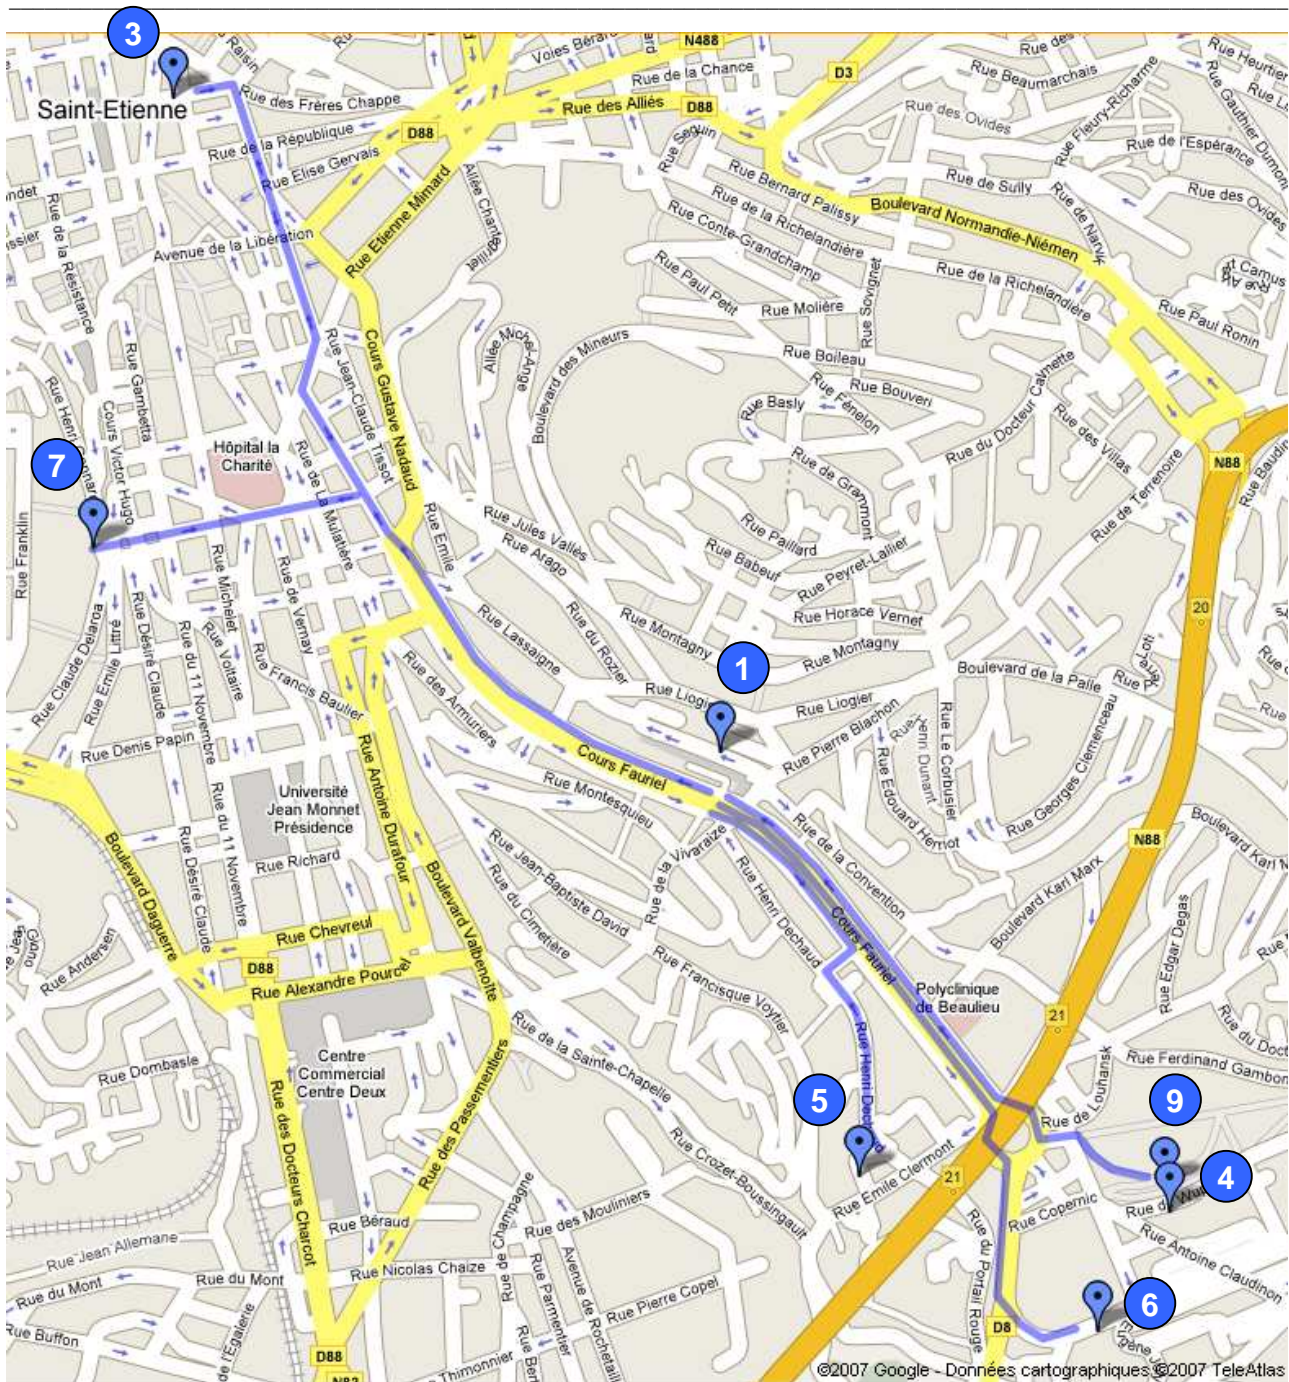 3
Rue des Frères Chappe
Saint-Etienne
Raisin
Voies
N488
Rue de la Chance
D3
Rue Beaumarchais
Rue Fleury-Richarme
Rue Heurtier
Rue Gauthier Dumont
Rue des Alliés
D88
Rue des Ovides
Rue de l'Espérance
Rue de la République
D88
Rue Elise Gervais
Rue Seguin
Rue Bernard Palissy
Rue de Sully
Rue des Ovides
Rue de la Résistance
Avenue de la Libération
Rue Etienne Mimard
Rue Conte-Grandchamp
Rue de la Richelandière
Boulevard Normandie-Niémen
Rue de Narvik
Rue Paul Petit
Rue de la Richelandière
Rue Molière
Rue Sovignet
Rue Paul Ronin
Rue Gambetta
Rue Jean-Claude Tissot
Cours Gustave Nadaud
Allée Michel-Ange
Boulevard des Mineurs
Rue Boileau
Rue Bouveri
Rue Fénelon
Rue Basly
Rue du Docteur Calmette
Rue des Villas
Cours Victor Hugo
7
Hôpital la
Charité
Rue de La Mulatière
Rue de Grammont
Rue de Terrenoire
N88
Rue Franklin
Rue Emile
Rue Jules Vallès
Rue Arago
Rue Paillard
Rue Babeuf
Rue Peyret-Lallier
Rue Horace Vernet
20
Rue Michelet
Rue de Vernay
Rue Lassaigne
Rue du Rozier
Rue Montagny
Rue Montagny
Boulevard de la Palle
1
Rue Claude Delaroa
Rue Emile Littré
Rue Désiré Claude
Rue du 11 Novembre
Rue Voltaire
Rue Francis Baulier
Rue des Armuriers
Rue Liogier
Rue Liogier
Rue Pierre Blachon
Rue Henri Dunant
Rue Le Corbusier
Rue Georges Clemenceau
Rue Denis Papin
Cours Fauriel
Rue Edouard Herriot
Université
Jean Monnet
Présidence
Rue Antoine Durafour
Rue Montesquieu
Rue de la Vivaraize
Rue de la Convention
N88
Boulevard Karl Marx
Boulevard Daguerre
Rue Désiré Claude
Rue du 11 Novembre
Rue Richard
Boulevard Valbenoîte
Rue Jean-Baptiste David
Rue du Cimetière
Rue Henri Dechaud
Cours Fauriel
Rue Edgar Degas
Rue Andersen
Rue Chevreul
D88
Rue Alexandre Pourcel
Rue Francisque Voytier
Polyclinique
de Beaulieu
21
Rue Dombasle
Centre
Commercial
Centre Deux
Rue de la Sainte-Chapelle
Rue Henri Dechaud
Rue de Louhansk
Rue Ferdinand Gambon
5
9
Rue des Docteurs Charcot
Rue des Passementiers
Rue Crozet-Boussingault
Rue Emile Clermont
21
4
Rue Béraud
Rue de Champagne
Rue des Mouliniers
Rue Copernic
Rue Antoine Claudinon
Rue Jean Allemane
Rue du Mont
Rue du Mont
Rue Nicolas Chaize
Rue Parmentier
Rue Pierre Copel
Rue du Portail Rouge
6
Rue Buffon
de l'Egalerie
D88
Thimonnier
D8
©2007 Google - Données cartographiques ©2007 TeleAtlas